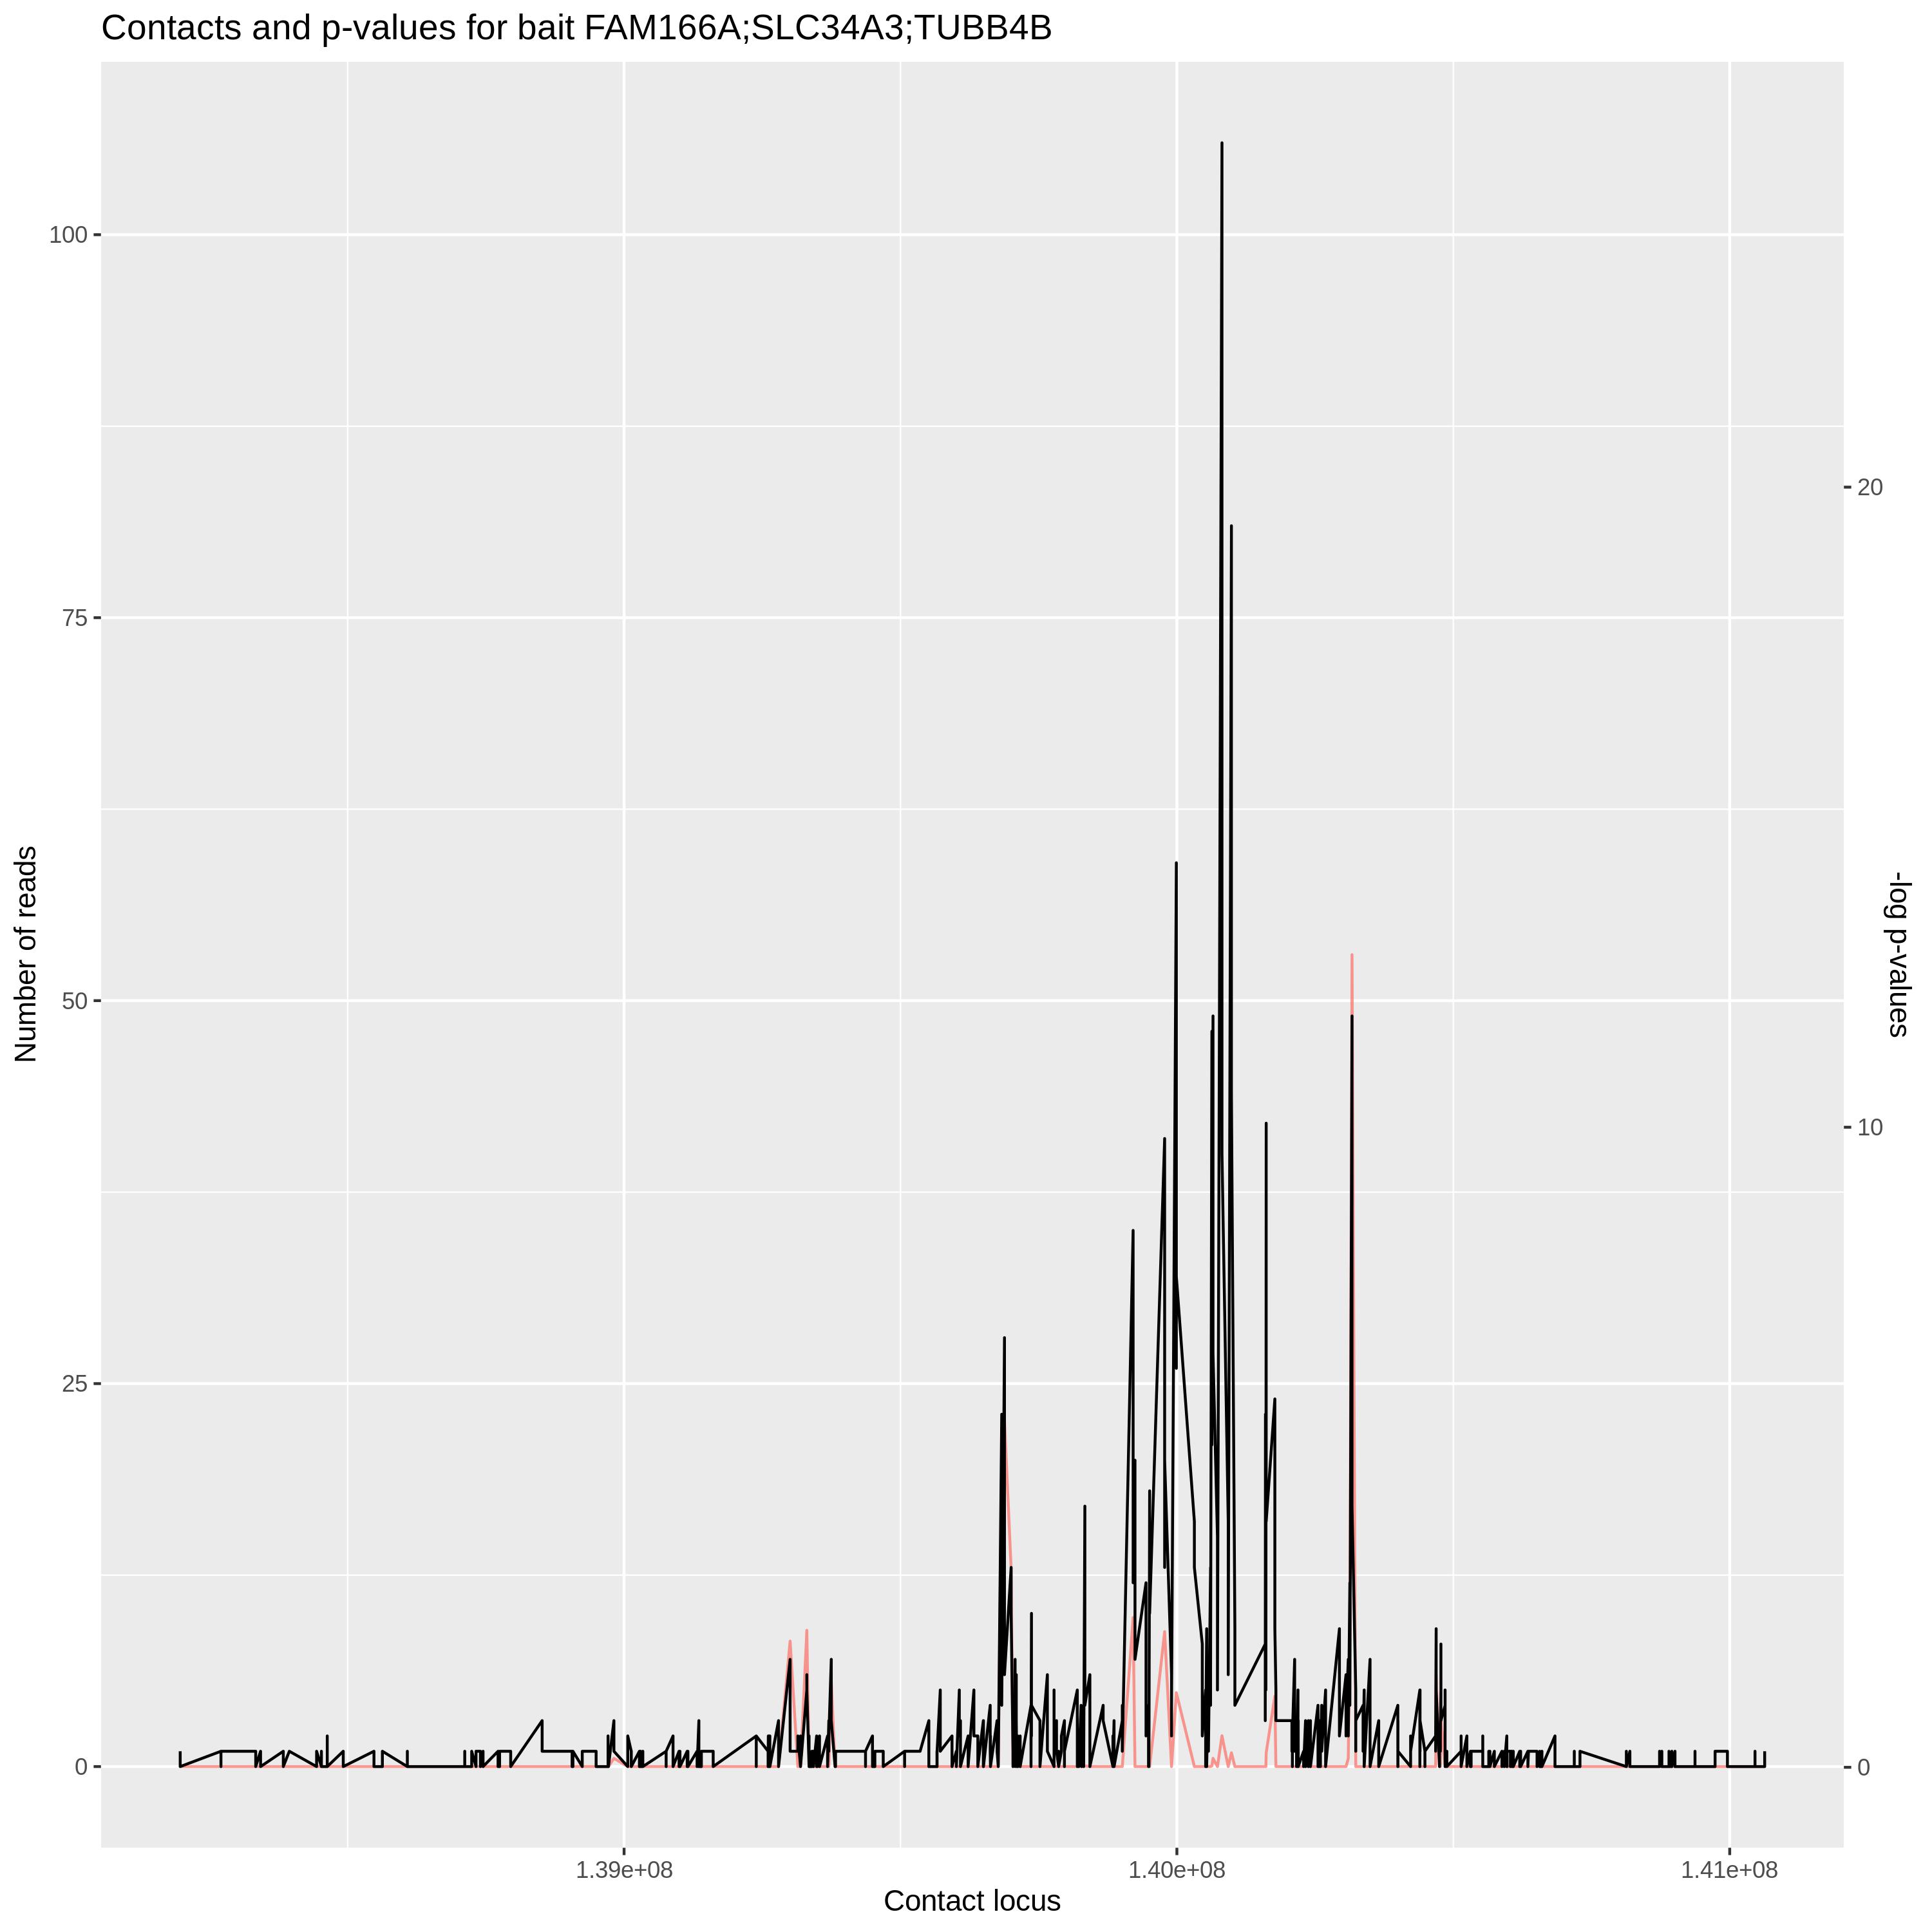 Contacts and p-values for bait FAM166A;SLC34A3;TUBB4B
100
75
50
25
0
Number of reads
20
10
0
-log p-values
1.39e+08
1.40e+08
1.41e+08
Contact locus